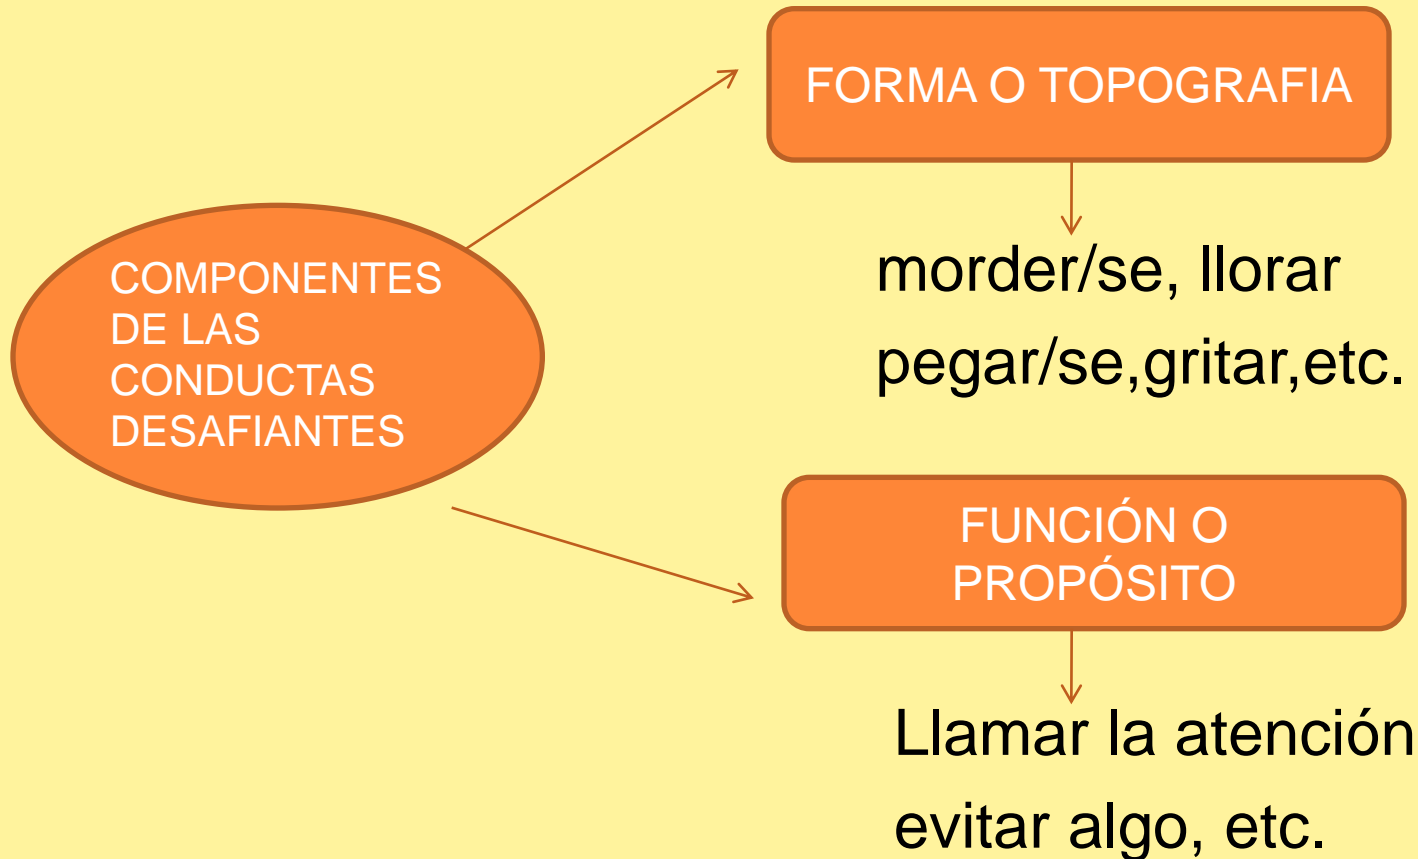 COMPONENTES
DE LAS
CONDUCTAS
DESAFIANTES
FORMA O TOPOGRAFIA
morder/se, llorar
pegar/se,gritar,etc.
FUNCIÓN O
PROPÓSITO
Llamar la atención
evitar algo, etc.